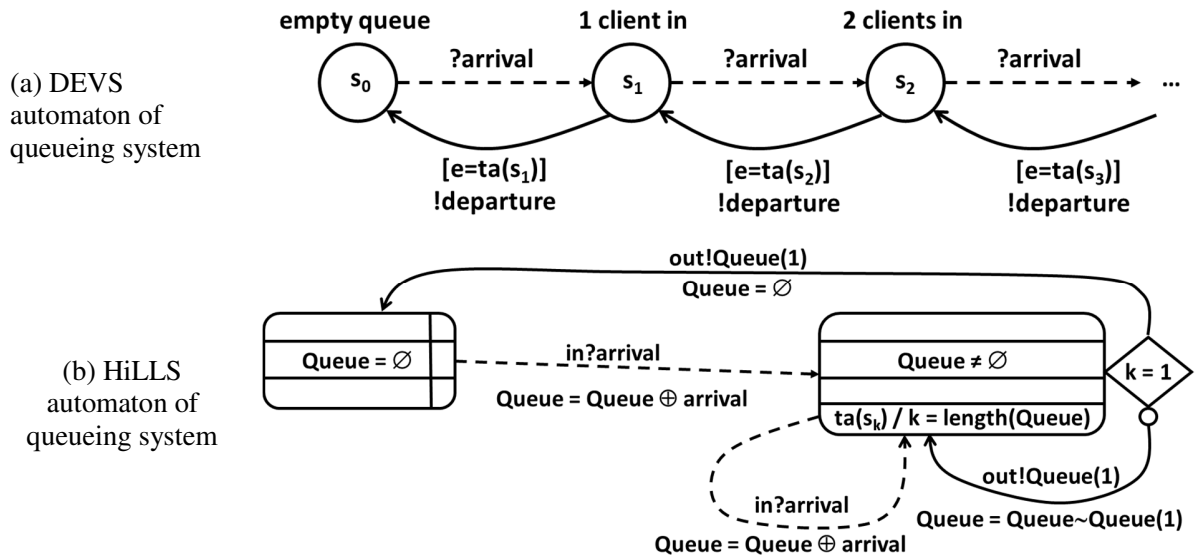 empty queue 1 client in 2 clients in
(a) DEVS
automaton of
queueing system
s₀ ?arrival s₁ ?arrival s₂ ?arrival ...
[e=ta(s₁)] [e=ta(s₂)] [e=ta(s₃)]
!departure !departure !departure
(b) HiLLS
automaton of
queueing system
out!Queue(1)
Queue = ∅
Queue = ∅
in?arrival
Queue = Queue ⊕ arrival
Queue ≠ ∅
k = 1
ta(sₖ) / k = length(Queue)
in?arrival
Queue = Queue ⊕ arrival
out!Queue(1)
Queue = Queue~Queue(1)